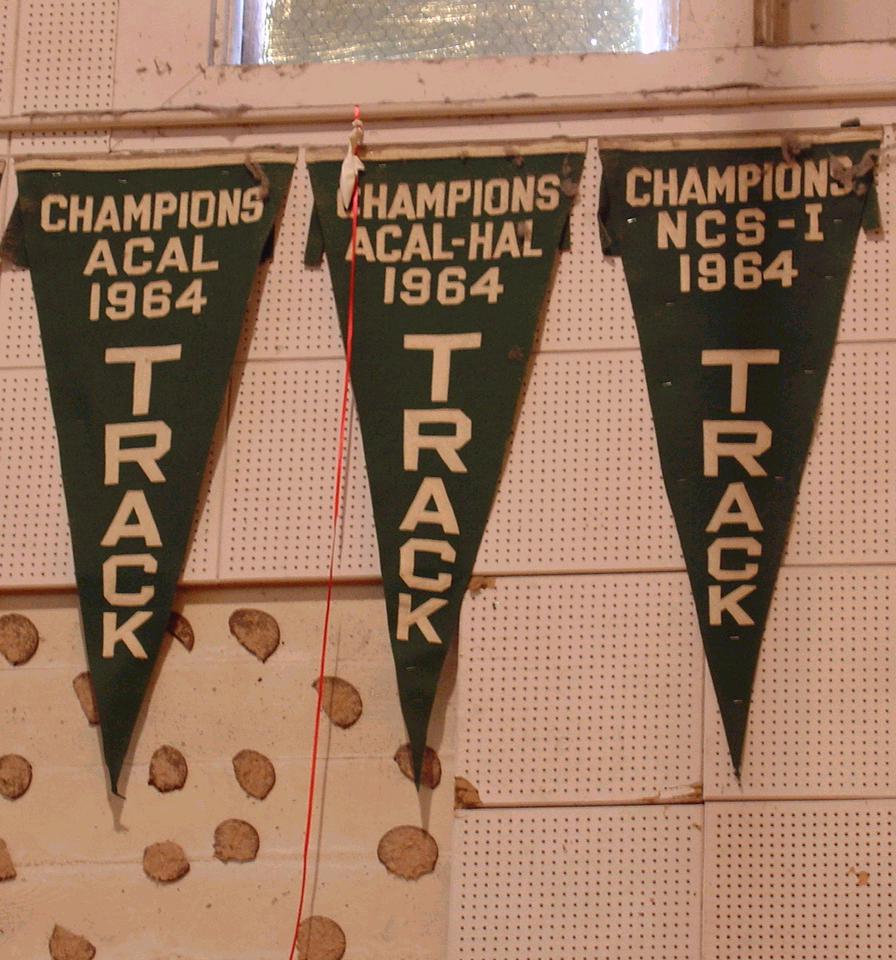 CHAMPIONS
ACAL
1964
TRACK
CHAMPIONS
ACAL-HAL
1964
TRACK
CHAMPIONS
NCS-I
1964
TRACK